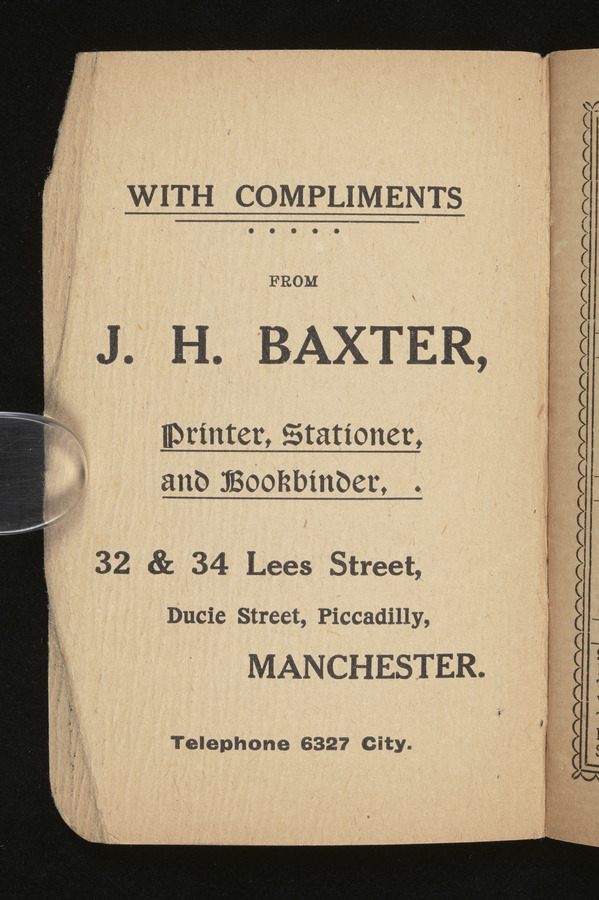 WITH COMPLIMENTS
.....
FROM
J. H. BAXTER,
Printer, Stationer,
and Bookbinder, .
32 & 34 Lees Street,
Ducie Street, Piccadilly,
MANCHESTER.
Telephone 6327 City.